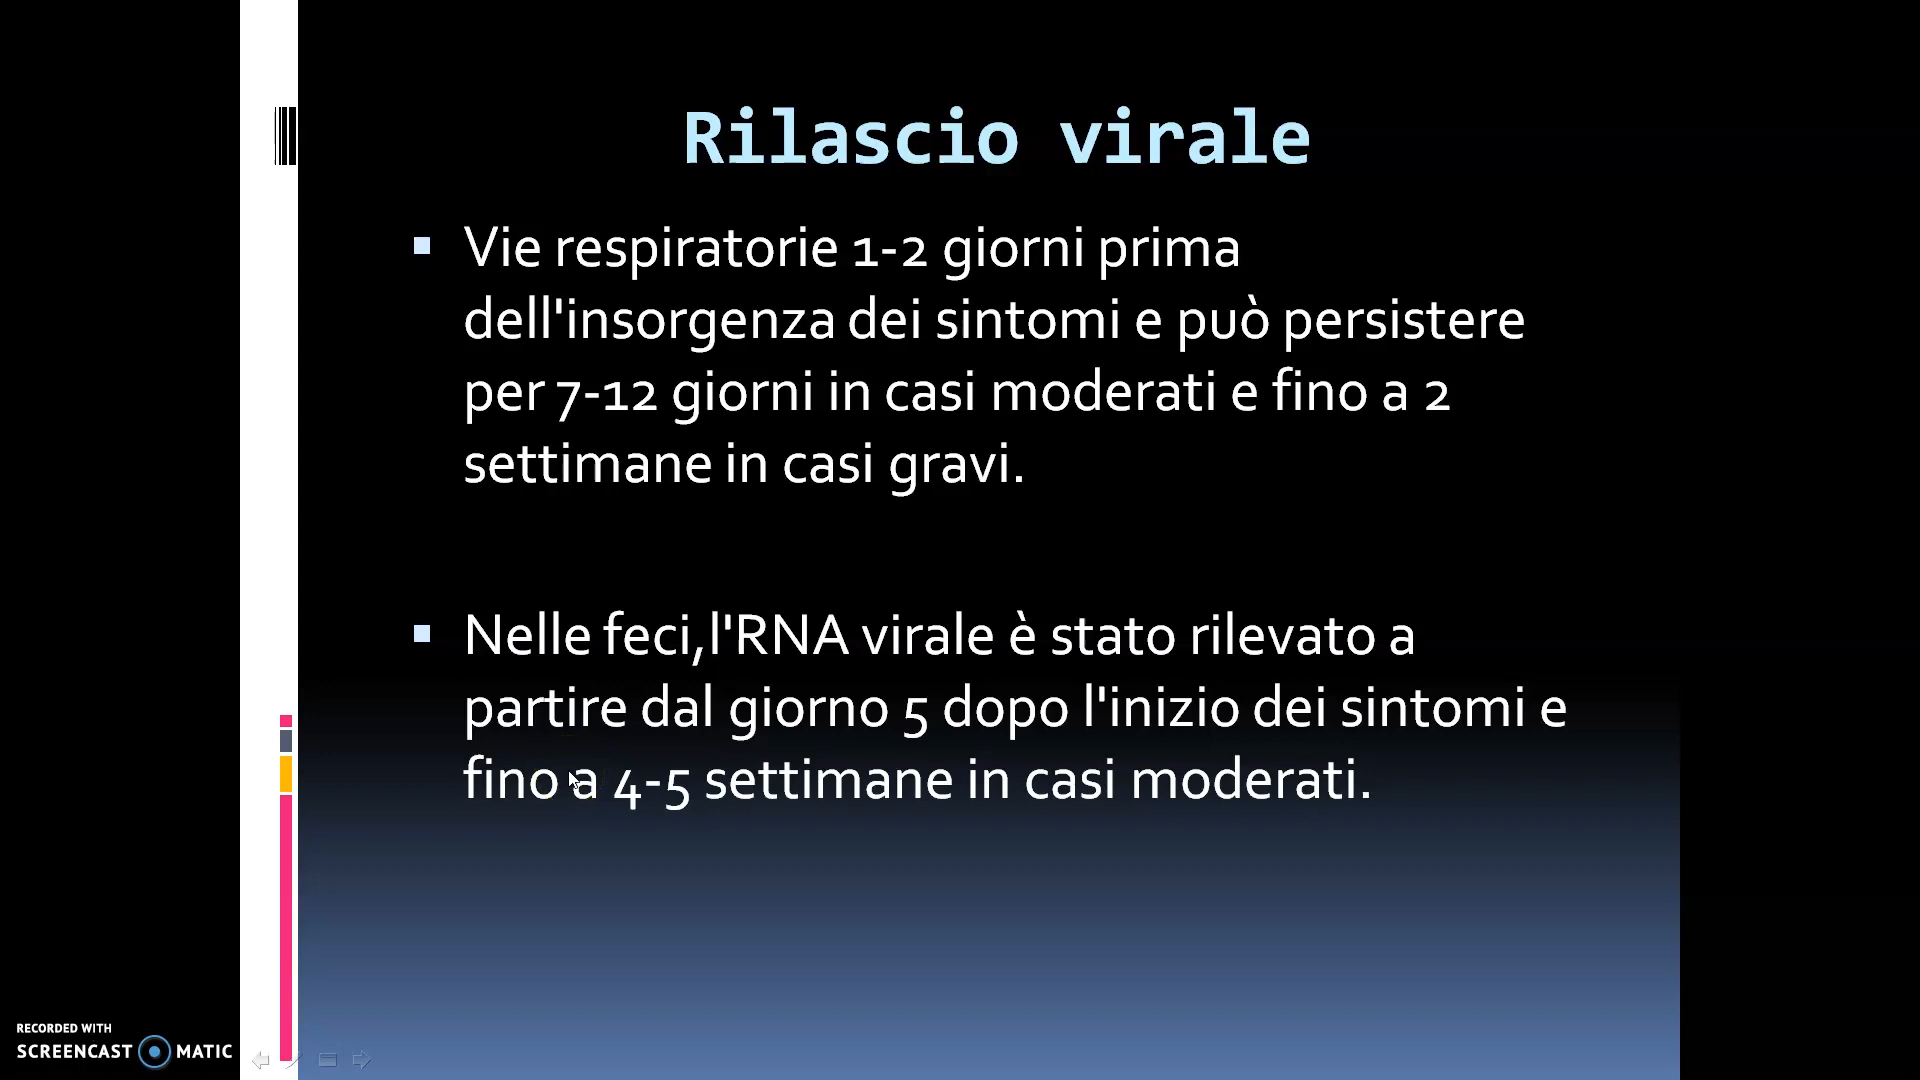 Rilascio virale
Vie respiratorie 1-2 giorni prima
dell'insorgenza dei sintomi e può persistere
per 7-12 giorni in casi moderati e fino a 2
settimane in casi gravi.
Nelle feci,l'RNA virale è stato rilevato a
partire dal giorno 5 dopo l'inizio dei sintomi e
fino a 4-5 settimane in casi moderati.
RECORDED WITH
SCREENCAST MATIC